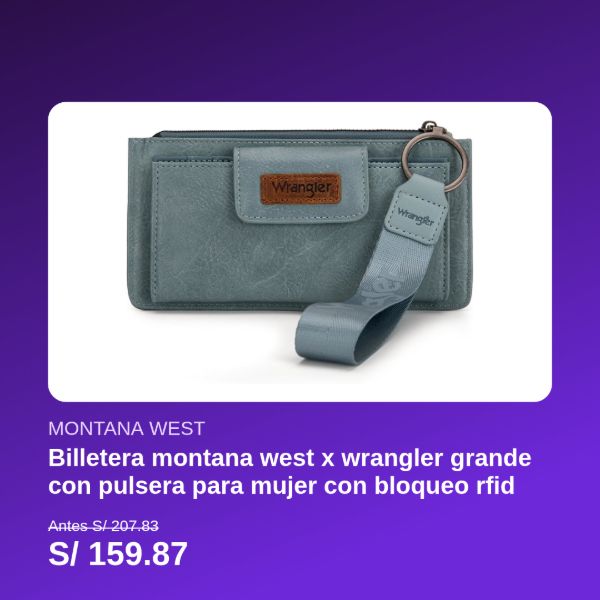 Wrangler
Wrangler
MONTANA WEST
Billetera montana west x wrangler grande
con pulsera para mujer con bloqueo rfid
Antes S/ 207.83
S/ 159.87